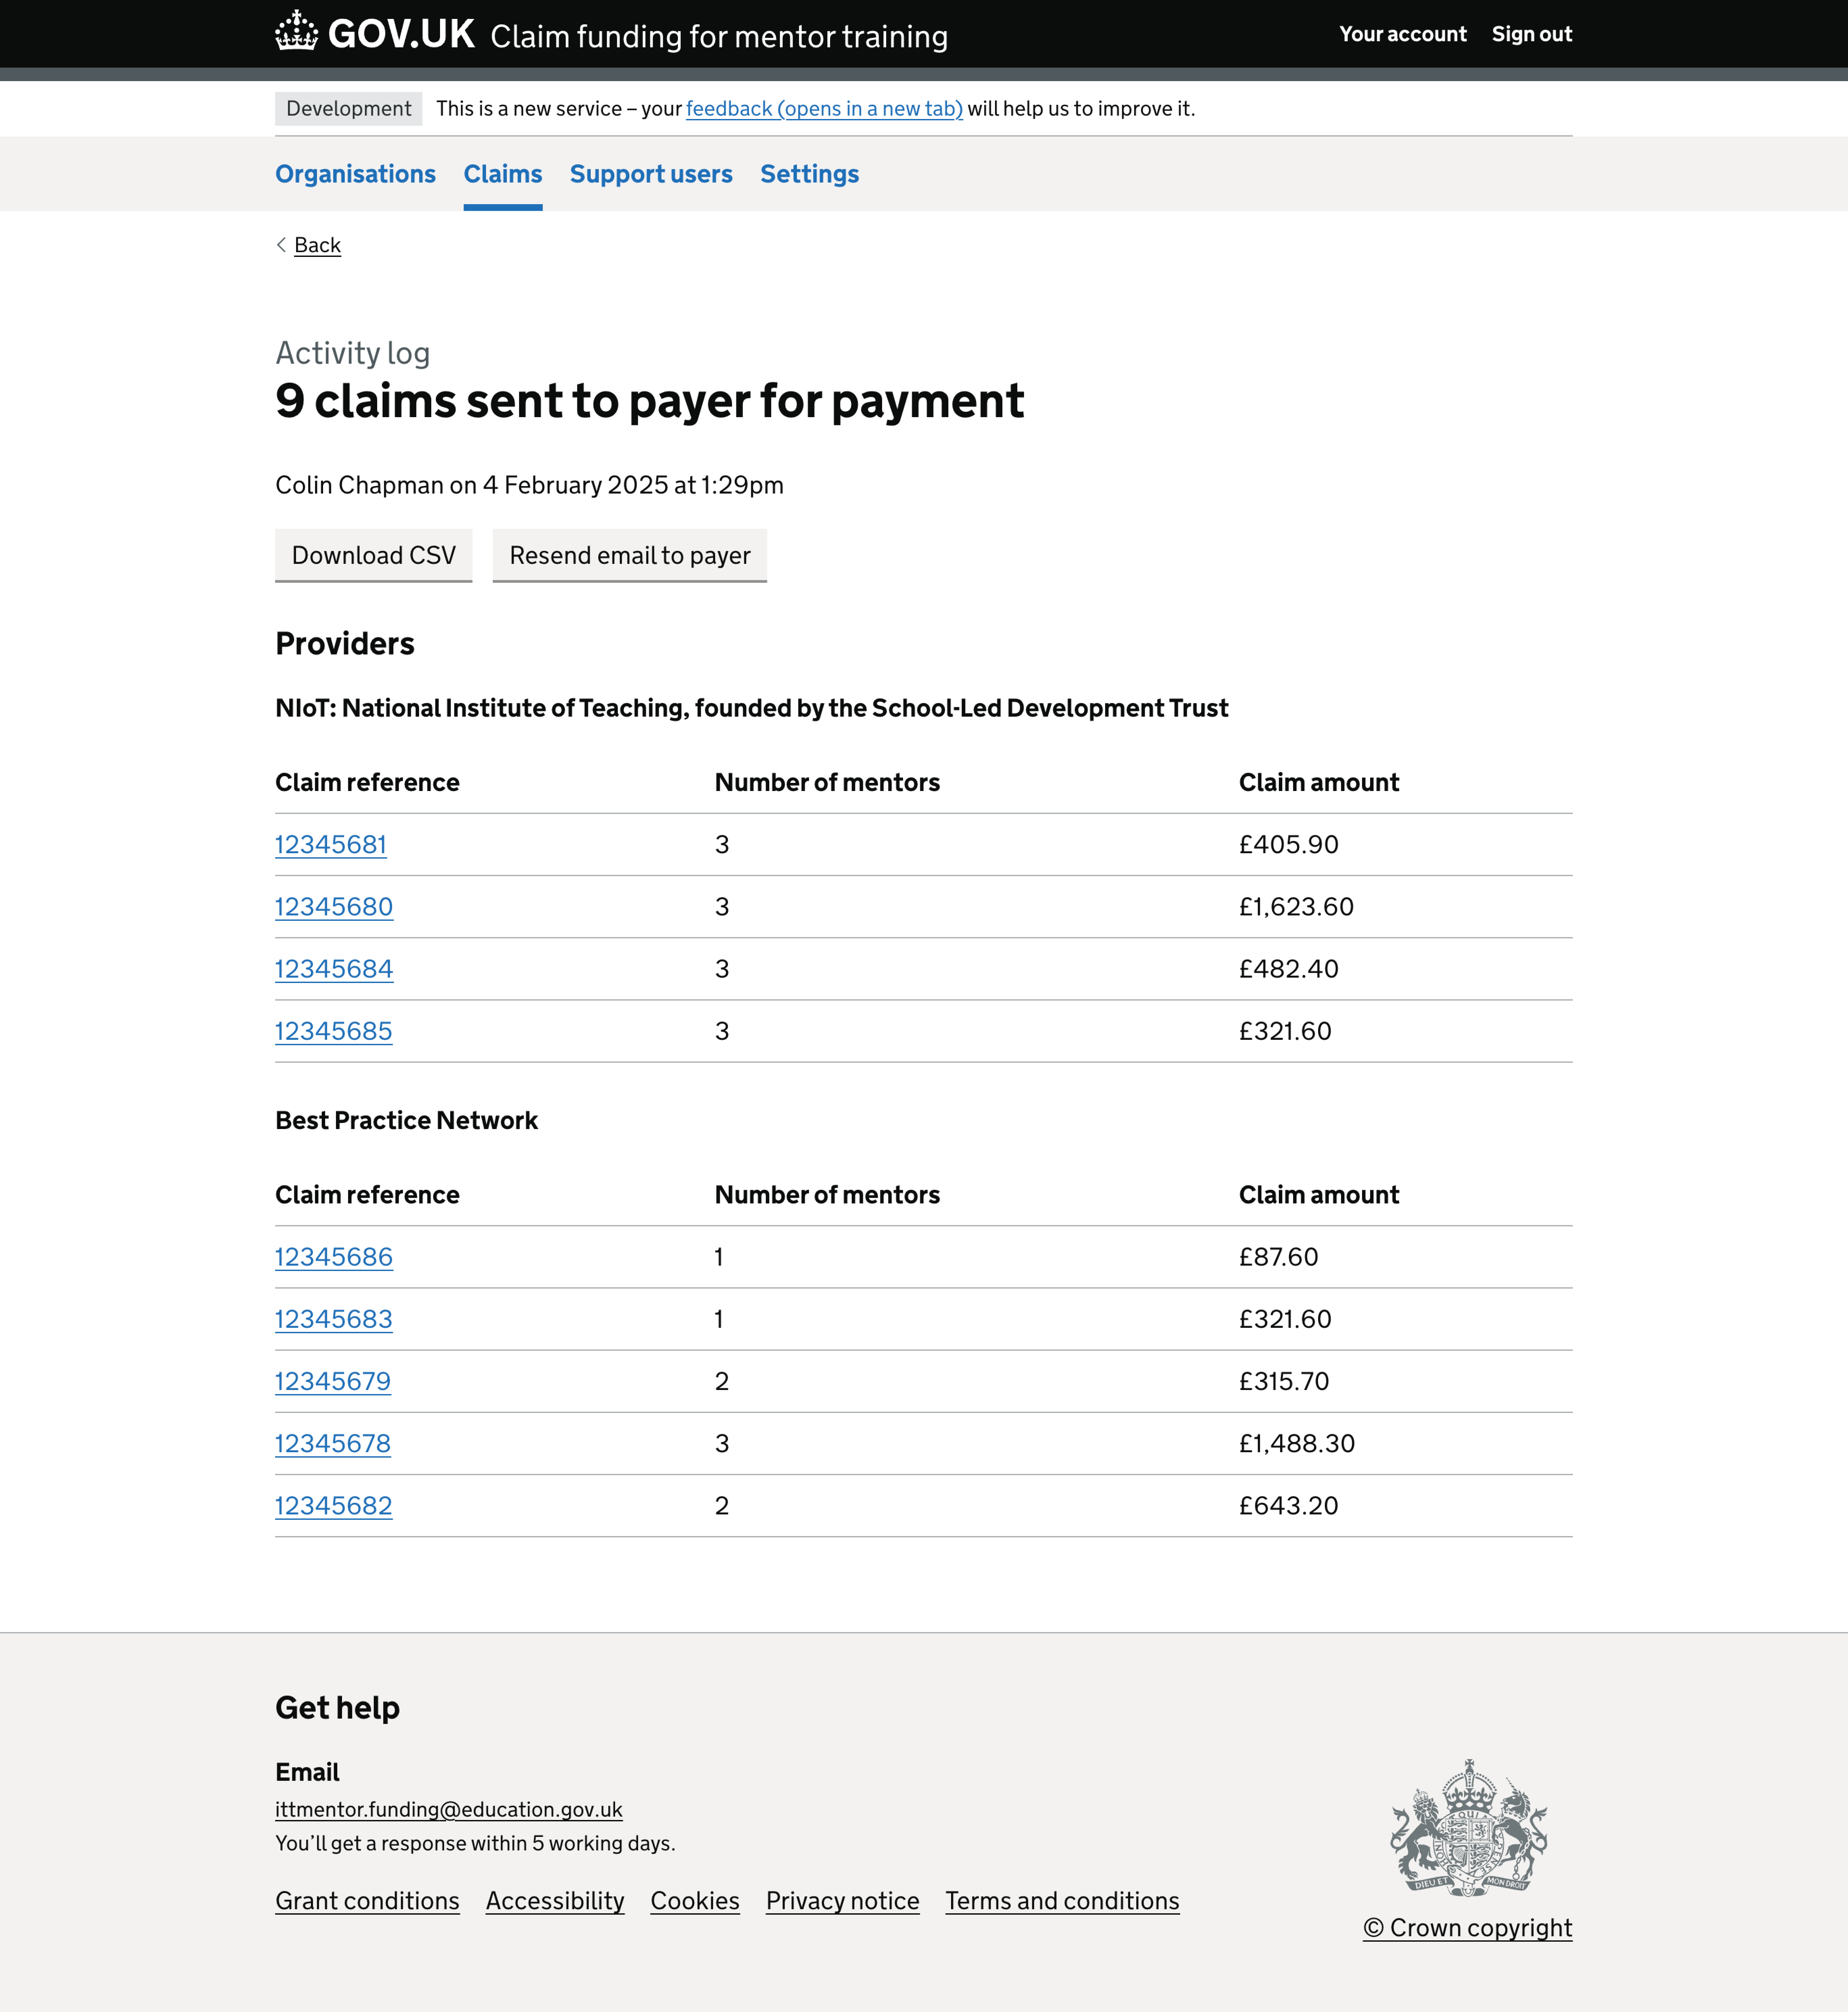 GOV.UK Claim funding for mentor training
Your account Sign out
Development This is a new service – your feedback (opens in a new tab) will help us to improve it.
Organisations Claims Support users Settings
Back
Activity log
9 claims sent to payer for payment
Colin Chapman on 4 February 2025 at 1:29pm
Download CSV Resend email to payer
Providers
NIoT: National Institute of Teaching, founded by the School-Led Development Trust
Claim reference Number of mentors Claim amount
12345681 3 £405.90
12345680 3 £1,623.60
12345684 3 £482.40
12345685 3 £321.60
Best Practice Network
Claim reference Number of mentors Claim amount
12345686 1 £87.60
12345683 1 £321.60
12345679 2 £315.70
12345678 3 £1,488.30
12345682 2 £643.20
Get help
Email
ittmentor.funding@education.gov.uk
You’ll get a response within 5 working days.
Grant conditions Accessibility Cookies Privacy notice Terms and conditions
DIEU ET MON DROIT
© Crown copyright